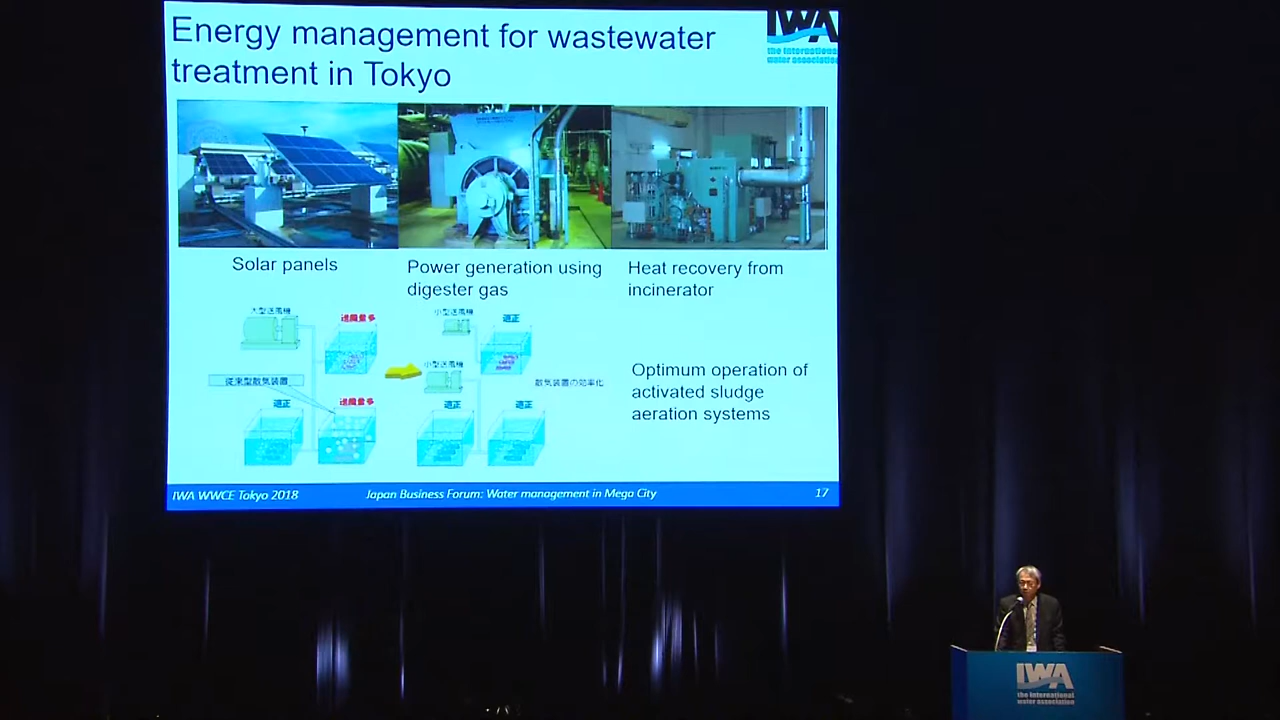 Energy management for wastewater
treatment in Tokyo
IWA
the international
water association
Solar panels
Power generation using
digester gas
Heat recovery from
incinerator
大型送風機
送風量多
小型送風機
適正
小型送風機
従来型散気装置
散気装置の効率化
適正
送風量多
適正
適正
Optimum operation of
activated sludge
aeration systems
IWA WWCE Tokyo 2018
Japan Business Forum: Water management in Mega City
17
IWA
the international
water association